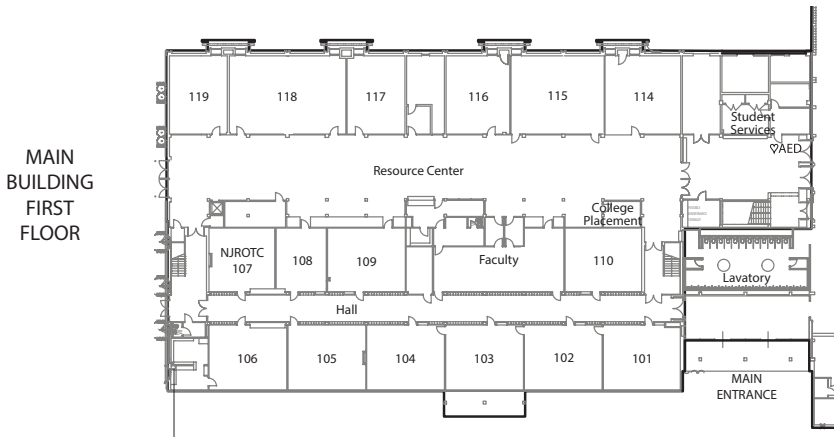 MAIN
BUILDING
FIRST
FLOOR
119
118
117
116
115
114
Student
Services
AED
Resource Center
College
Placement
NJROTC
107
108
109
Faculty
110
Lavatory
Hall
106
105
104
103
102
101
MAIN
ENTRANCE